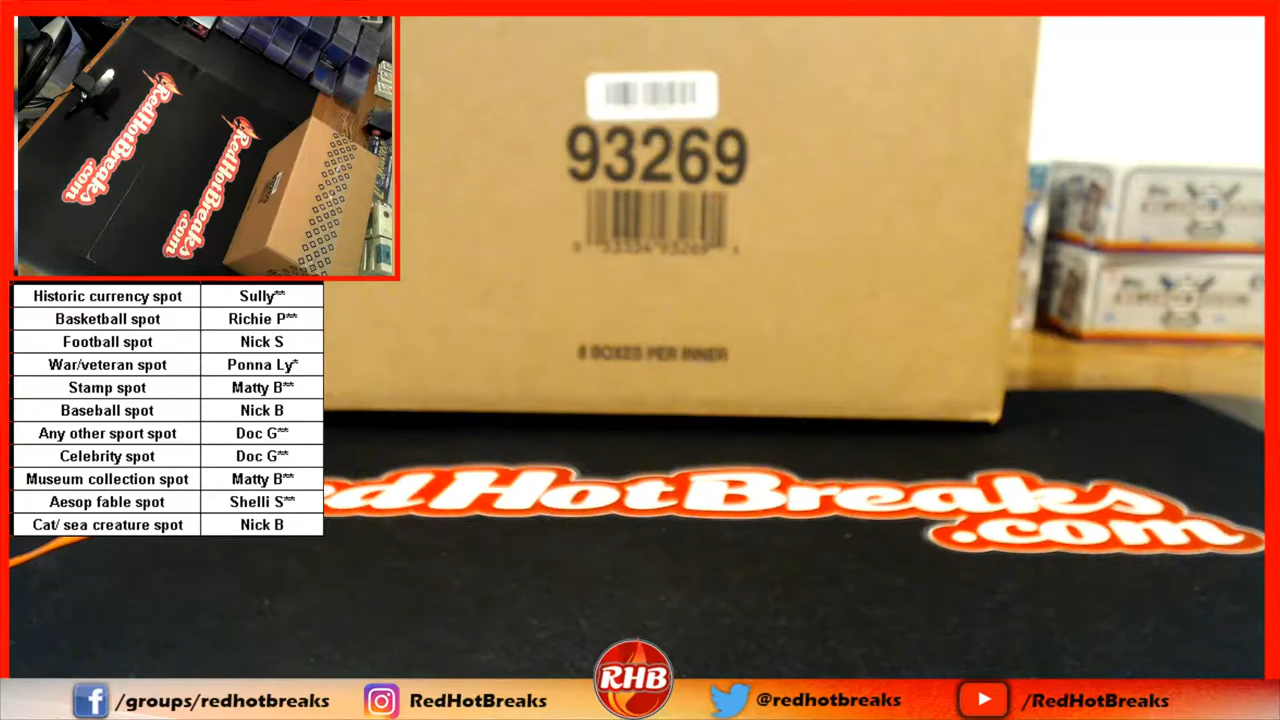 RedHotBreaks
.com
RedHotBreaks
.com
93269
8 BOXES PER INNER
Historic currency spot Sully**
Basketball spot Richie P**
Football spot Nick S
War/veteran spot Ponna Ly*
Stamp spot Matty B**
Baseball spot Nick B
Any other sport spot Doc G**
Celebrity spot Doc G**
Museum collection spot Matty B**
Aesop fable spot Shelli S**
Cat/ sea creature spot Nick B
edHotBreaks
.com
RHB
/groups/redhotbreaks RedHotBreaks @redhotbreaks /RedHotBreaks